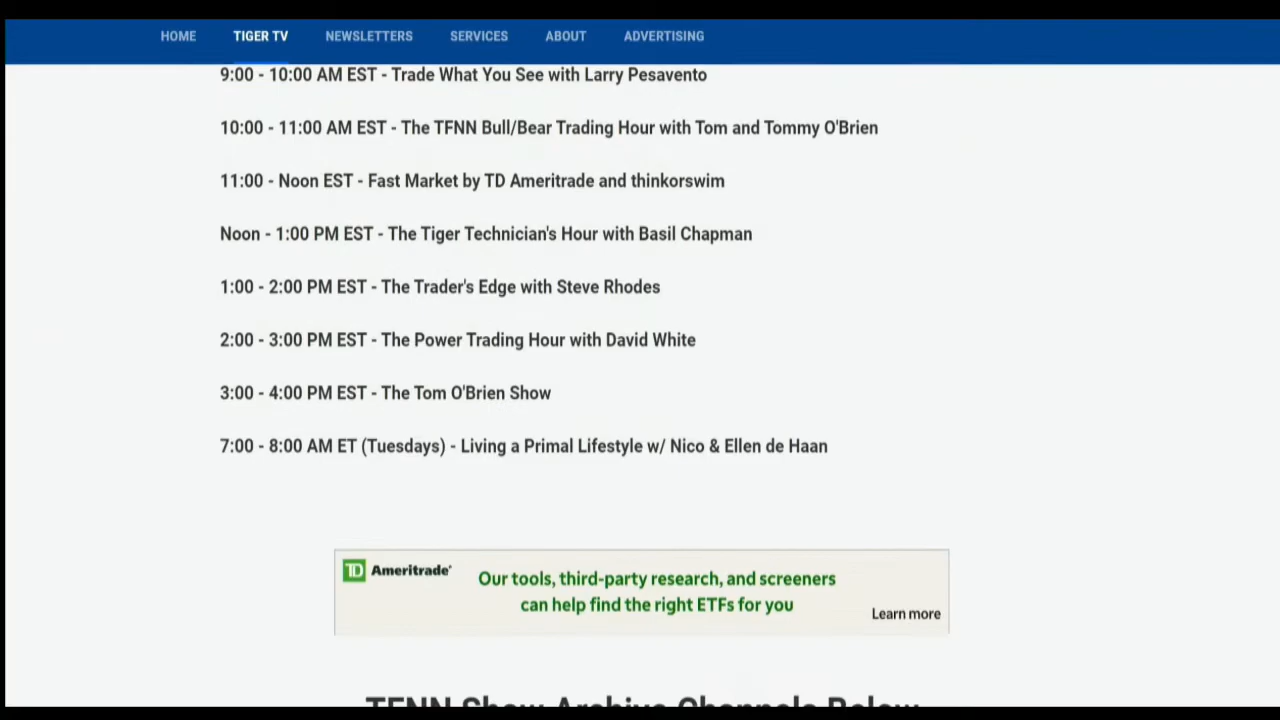 HOME TIGER TV NEWSLETTERS SERVICES ABOUT ADVERTISING
9:00 - 10:00 AM EST - Trade What You See with Larry Pesavento
10:00 - 11:00 AM EST - The TFNN Bull/Bear Trading Hour with Tom and Tommy O'Brien
11:00 - Noon EST - Fast Market by TD Ameritrade and thinkorswim
Noon - 1:00 PM EST - The Tiger Technician's Hour with Basil Chapman
1:00 - 2:00 PM EST - The Trader's Edge with Steve Rhodes
2:00 - 3:00 PM EST - The Power Trading Hour with David White
3:00 - 4:00 PM EST - The Tom O'Brien Show
7:00 - 8:00 AM ET (Tuesdays) - Living a Primal Lifestyle w/ Nico & Ellen de Haan
TD Ameritrade
Our tools, third-party research, and screeners
can help find the right ETFs for you
Learn more
TFNN Show Archive Channels Below